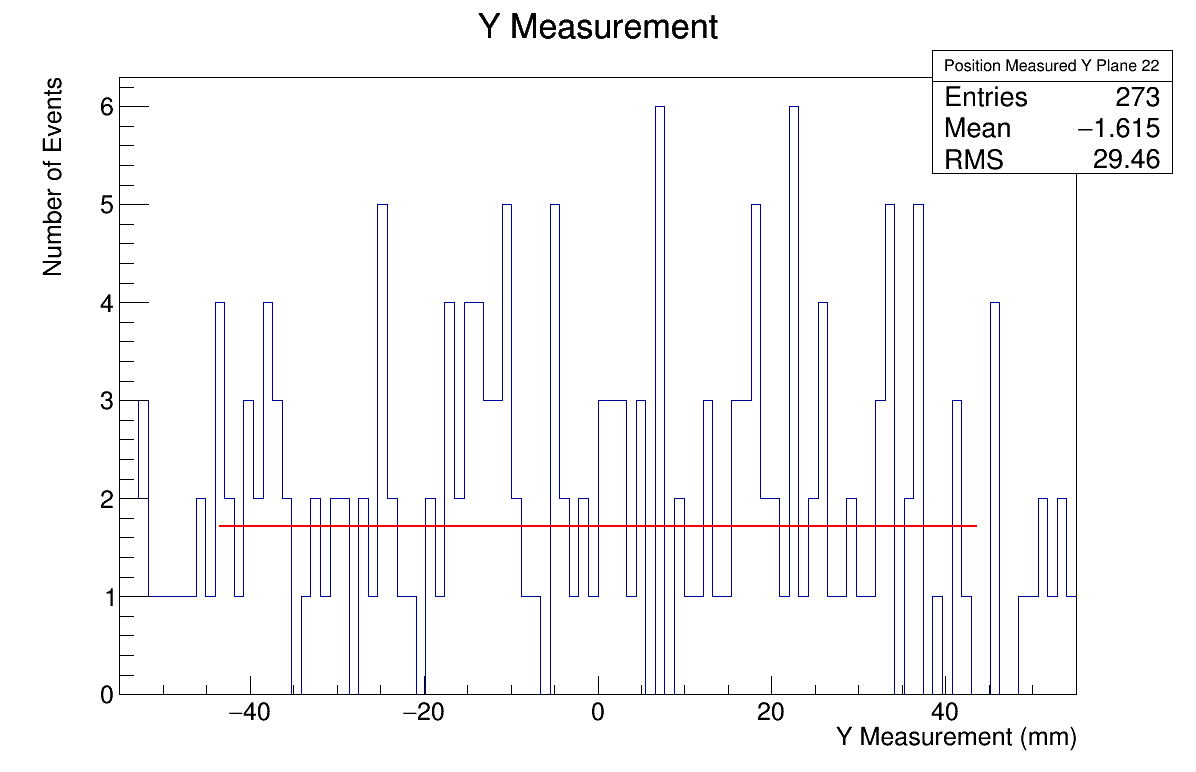 Y Measurement
Position Measured Y Plane 22
Entries 273
Mean −1.615
RMS 29.46
Number of Events
6
5
4
3
2
1
0
−40 −20 0 20 40
Y Measurement (mm)